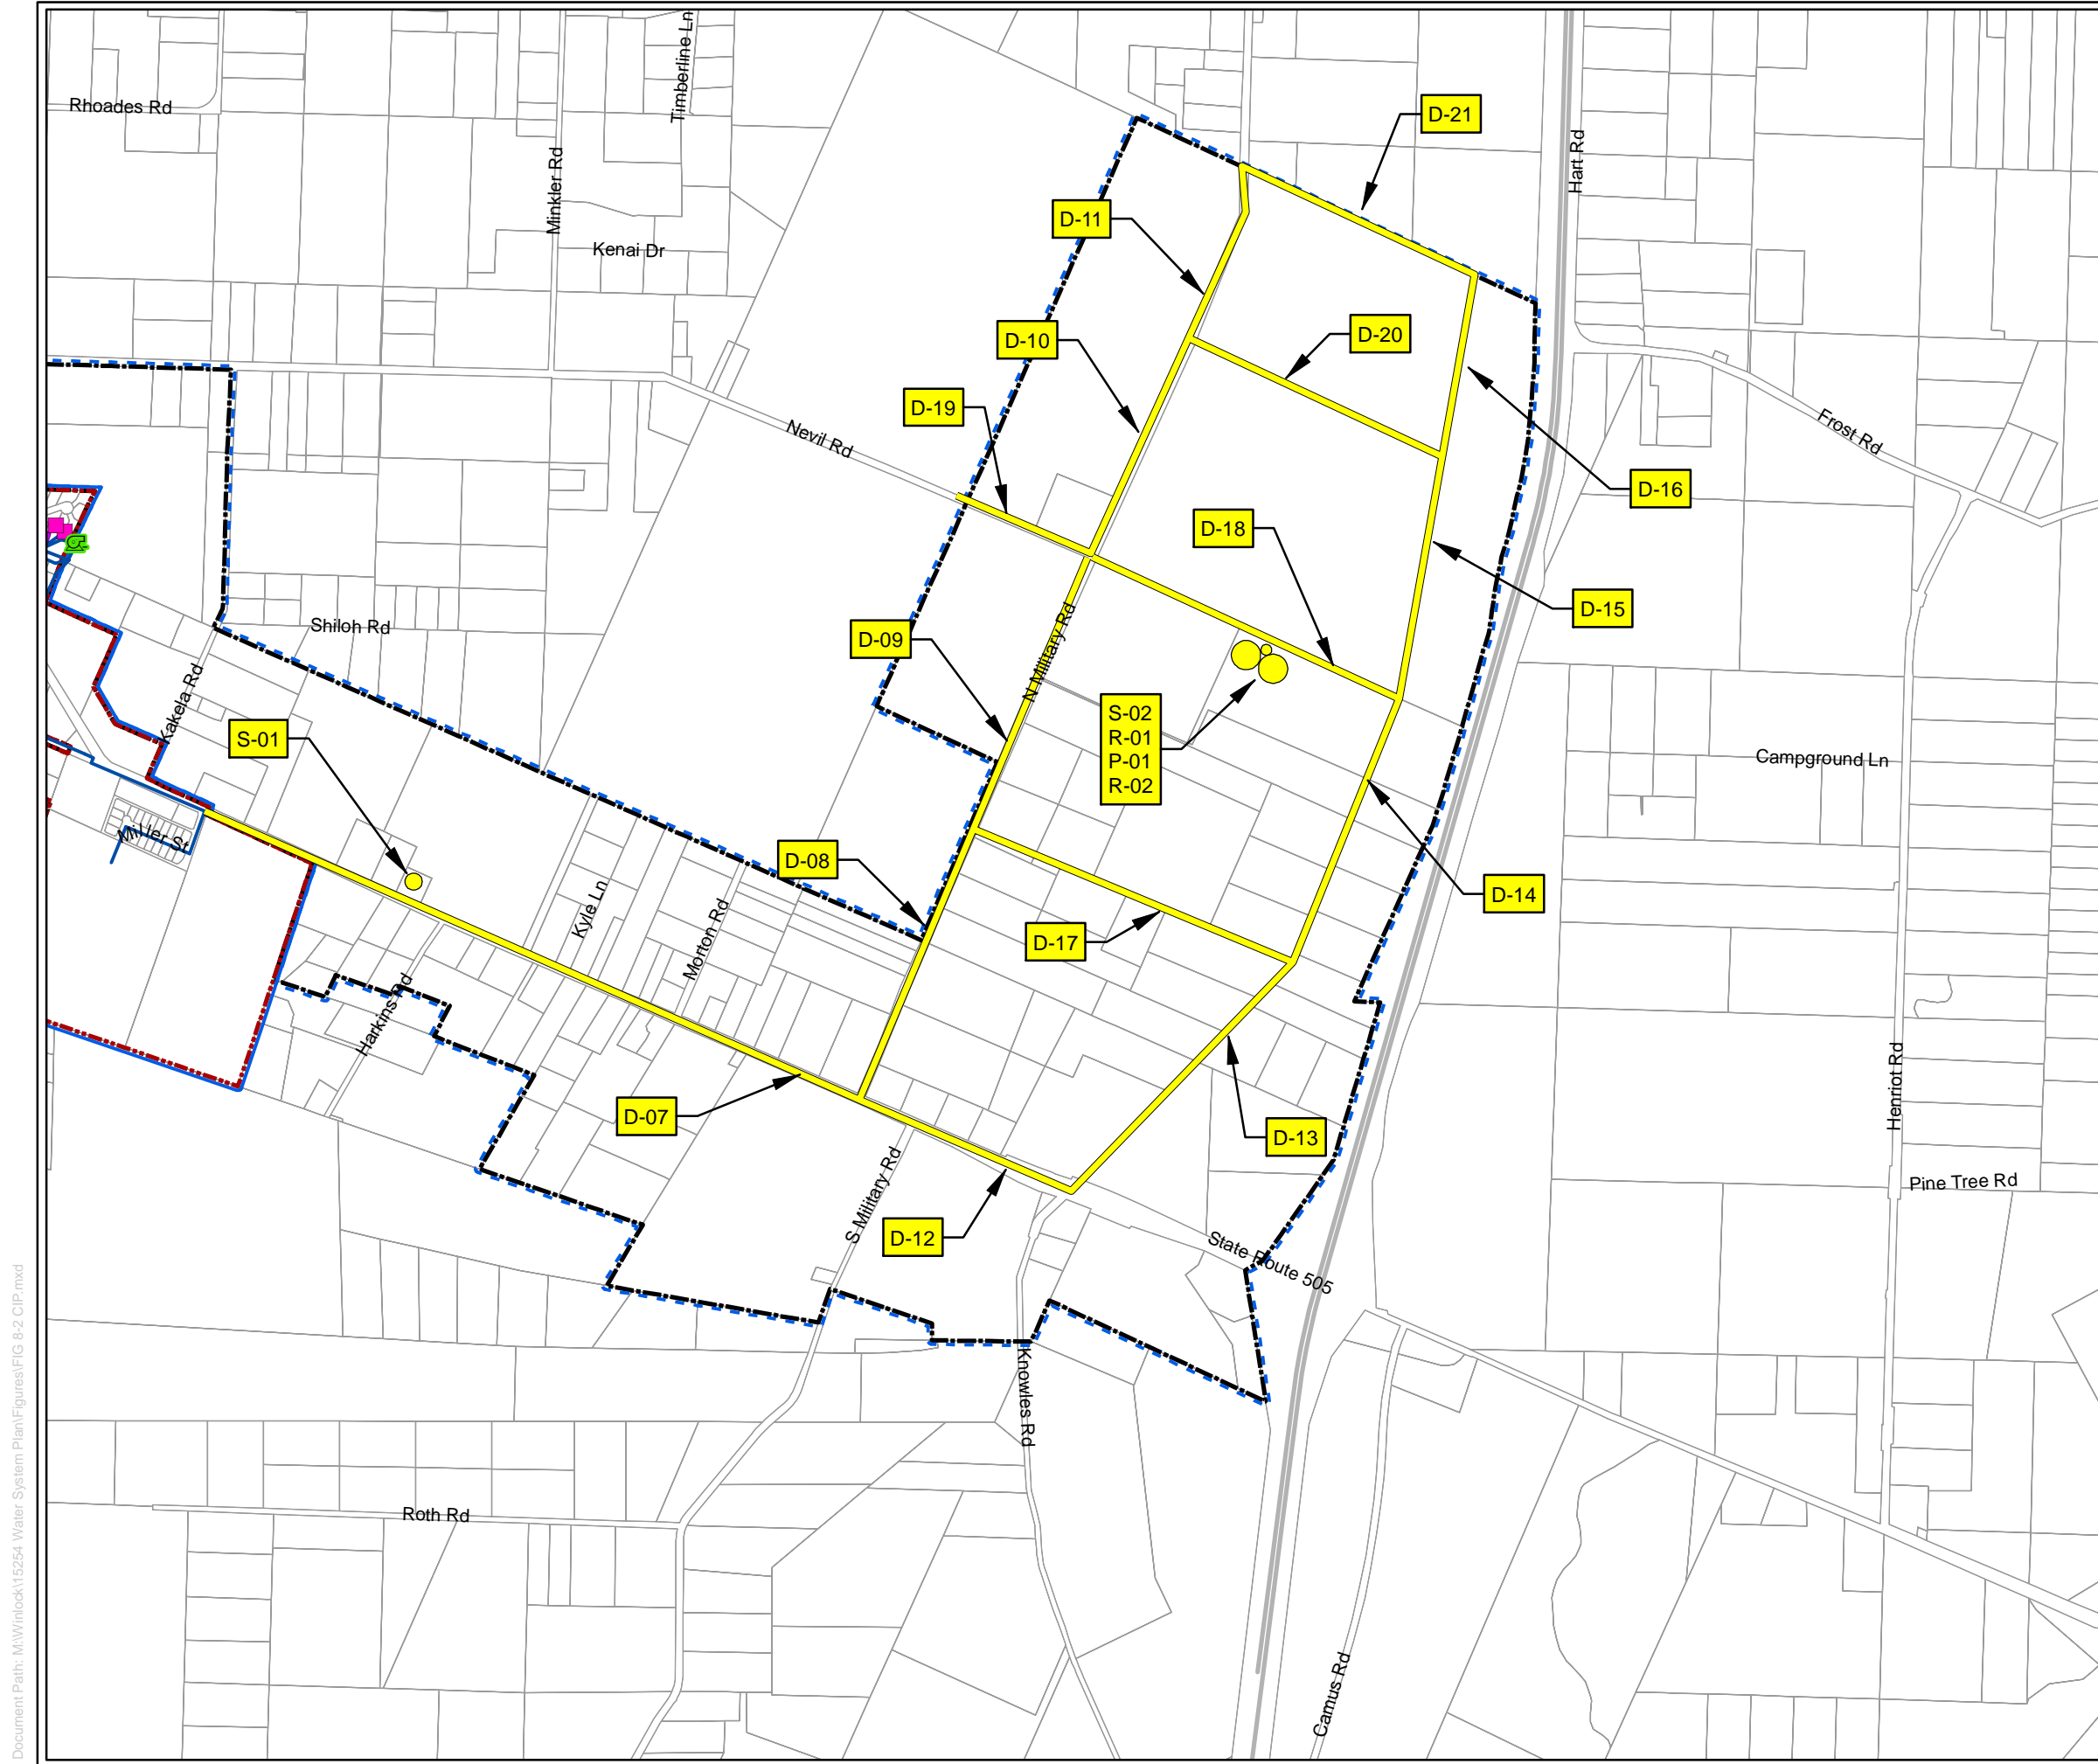 Timberline Ln
Rhoades Rd
D-21
Hart Rd
Minkler Rd
D-11
Kenai Dr
D-10
D-20
D-19
Nevil Rd
Frost Rd
D-16
D-18
D-15
Shiloh Rd
D-09
N Military Rd
Kakela Rd
S-01
S-02
R-01
P-01
R-02
Campground Ln
Miller St
D-08
D-14
Kyle Ln
Morton Rd
D-17
Harkins Rd
Henriot Rd
D-07
D-13
S Military Rd
Pine Tree Rd
D-12
State Route 505
Knowles Rd
Roth Rd
Camus Rd
Document Path: M:\Winlock\15254 Water System Plan\Figures\FIG 8-2 CIP.mxd